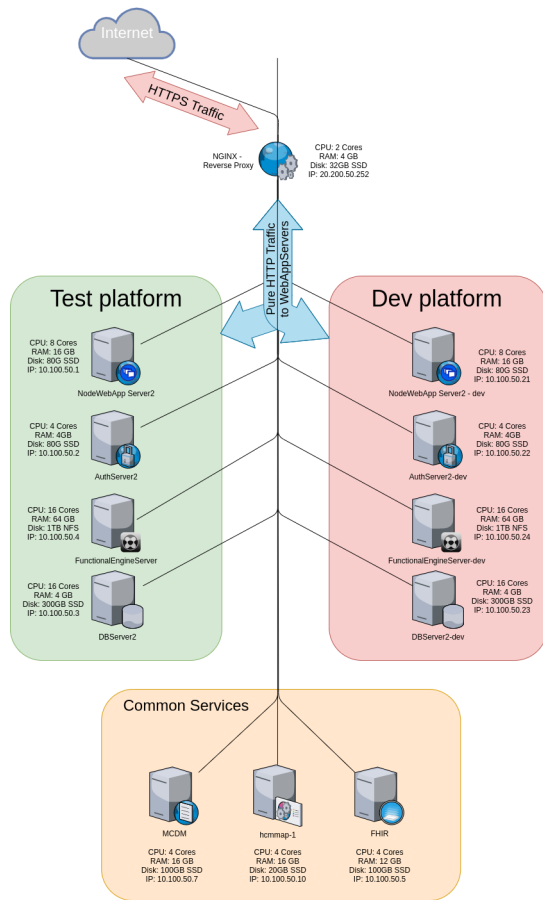 Internet
HTTPS Traffic
NGINX -
Reverse Proxy
CPU: 2 Cores
RAM: 4 GB
Disk: 32GB SSD
IP: 20.200.50.252
Pure HTTP Traffic
to WebAppServers
Test platform
CPU: 8 Cores
RAM: 16 GB
Disk: 80G SSD
IP: 10.100.50.1
NodeWebApp Server2
CPU: 4 Cores
RAM: 4GB
Disk: 80G SSD
IP: 10.100.50.2
AuthServer2
CPU: 16 Cores
RAM: 64 GB
Disk: 1TB NFS
IP: 10.100.50.4
FunctionalEngineServer
CPU: 16 Cores
RAM: 4 GB
Disk: 300GB SSD
IP: 10.100.50.3
DBServer2
Dev platform
CPU: 8 Cores
RAM: 16 GB
Disk: 80G SSD
IP: 10.100.50.21
NodeWebApp Server2 - dev
CPU: 4 Cores
RAM: 4GB
Disk: 80G SSD
IP: 10.100.50.22
AuthServer2-dev
CPU: 16 Cores
RAM: 64 GB
Disk: 1TB NFS
IP: 10.100.50.24
FunctionalEngineServer-dev
CPU: 16 Cores
RAM: 4 GB
Disk: 300GB SSD
IP: 10.100.50.23
DBServer2-dev
Common Services
MCDM
CPU: 4 Cores
RAM: 16 GB
Disk: 100GB SSD
IP: 10.100.50.7
hcmmap-1
CPU: 4 Cores
RAM: 16 GB
Disk: 20GB SSD
IP: 10.100.50.10
FHIR
CPU: 4 Cores
RAM: 12 GB
Disk: 100GB SSD
IP: 10.100.50.5